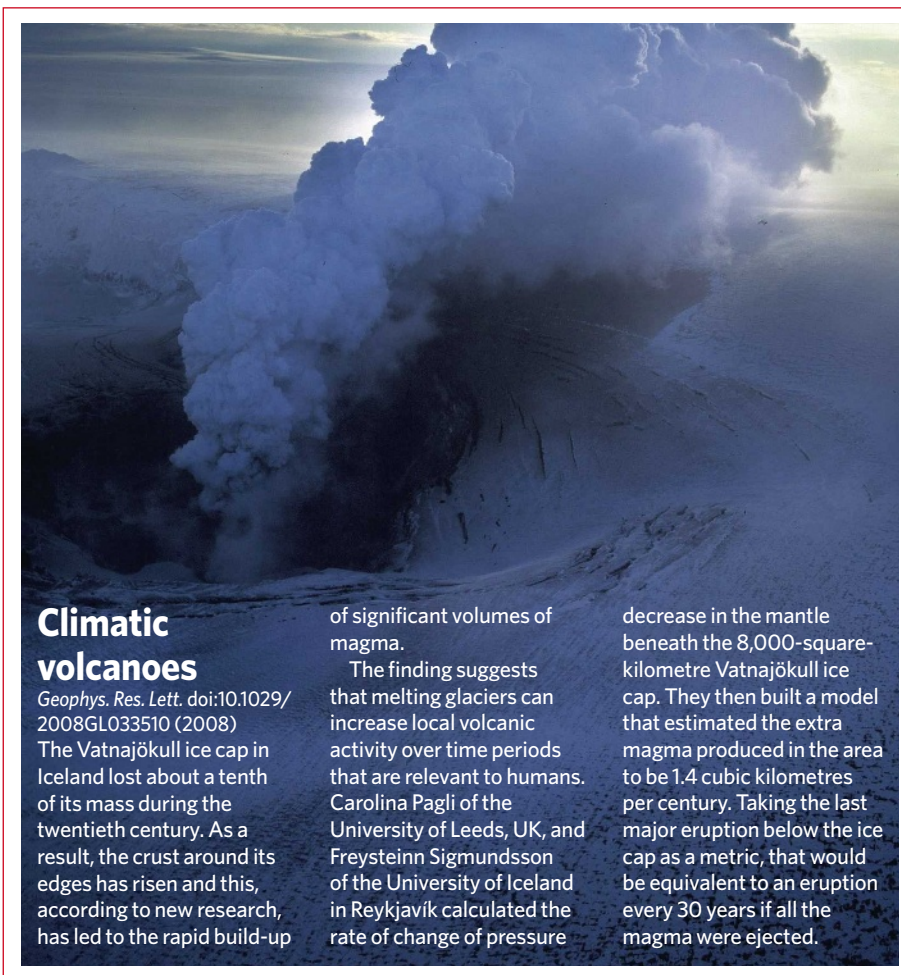 Climatic
volcanoes
Geophys. Res. Lett. doi:10.1029/
2008GL033510 (2008)
The Vatnajökull ice cap in
Iceland lost about a tenth
of its mass during the
twentieth century. As a
result, the crust around its
edges has risen and this,
according to new research,
has led to the rapid build-up
of significant volumes of
magma.
The finding suggests
that melting glaciers can
increase local volcanic
activity over time periods
that are relevant to humans.
Carolina Pagli of the
University of Leeds, UK, and
Freysteinn Sigmundsson
of the University of Iceland
in Reykjavík calculated the
rate of change of pressure
decrease in the mantle
beneath the 8,000-square-
kilometre Vatnajökull ice
cap. They then built a model
that estimated the extra
magma produced in the area
to be 1.4 cubic kilometres
per century. Taking the last
major eruption below the ice
cap as a metric, that would
be equivalent to an eruption
every 30 years if all the
magma were ejected.